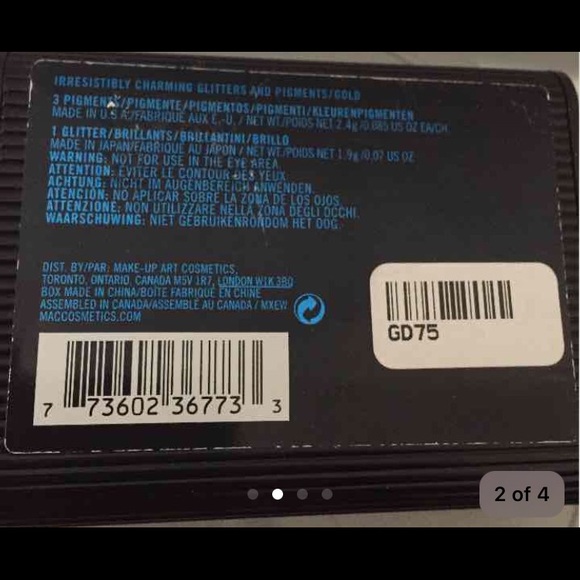 IRRESISTIBLY CHARMING GLITTERS AND PIGMENTS/GOLD
3 PIGMENTS/PIGMENTE/PIGMENTOS/PIGMENTI/KLEURENPIGMENTEN
MADE IN U.S.A./FABRIQUE AUX E.-U. / NET WT./POIDS NET 2.4g/0.085 US OZ EA/CH.
1 GLITTER/BRILLANTS/BRILLANTINI/BRILLO
MADE IN JAPAN/FABRIQUÉ AU JAPON / NET WT./POIDS NET 1.9g/0.07 US OZ
WARNING: NOT FOR USE IN THE EYE AREA.
ATTENTION: ÉVITER LE CONTOUR DES YEUX.
ACHTUNG: NICHT IM AUGENBEREICH ANWENDEN.
ATENCIÓN: NO APLICAR SOBRE LA ZONA DE LOS OJOS.
ATTENZIONE: NON UTILIZZARE NELLA ZONA DEGLI OCCHI.
WAARSCHUWING: NIET GEBRUIKENRONDOM HET OOG.
DIST. BY/PAR: MAKE-UP ART COSMETICS,
TORONTO, ONTARIO, CANADA M5V 1R7, LONDON W1K 3BQ
BOX MADE IN CHINA/BOÎTE FABRIQUÉ EN CHINE
ASSEMBLED IN CANADA/ASSEMBLÉ AU CANADA / MXEW
MACCOSMETICS.COM
GD75
7 73602 36773 3
2 of 4